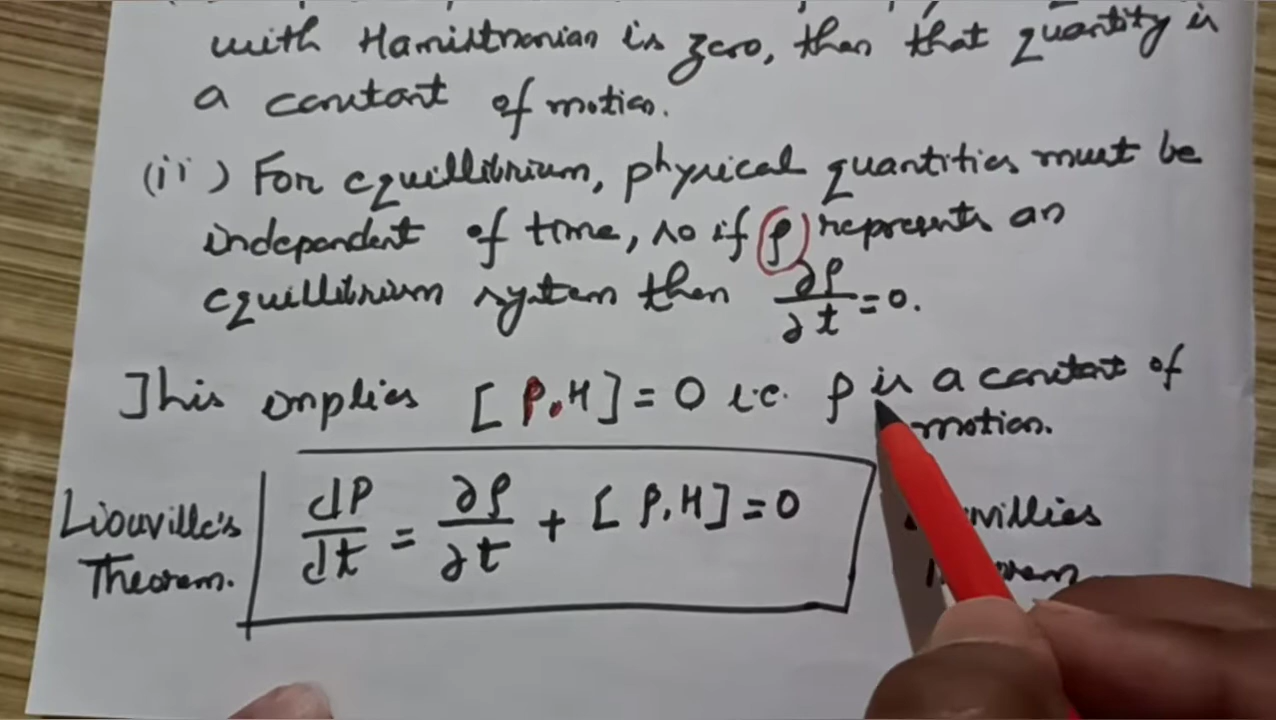 with Hamiltonian is zero, then that quantity is
a constant of motion.
(ii) For equillibrium, physical quantities must be
independent of time, so if ρ represents an
equillibrium system then ∂ρ/∂t = 0.
This implies [ρ,H] = 0 i.e. ρ is a constant of
motion.
Liouville's
Theorem.
dρ/dt = ∂ρ/∂t + [ρ,H] = 0